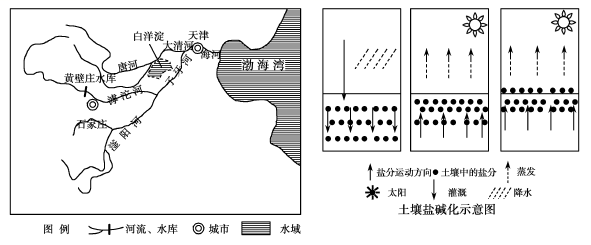 天津
白洋淀
大清河
海河
唐河
子牙河
渤海湾
黄壁庄水库
滹沱河
石家庄
滏阳河
图 例
河流、水库
城市
水域
盐分运动方向
土壤中的盐分
蒸发
太阳
灌溉
降水
土壤盐碱化示意图